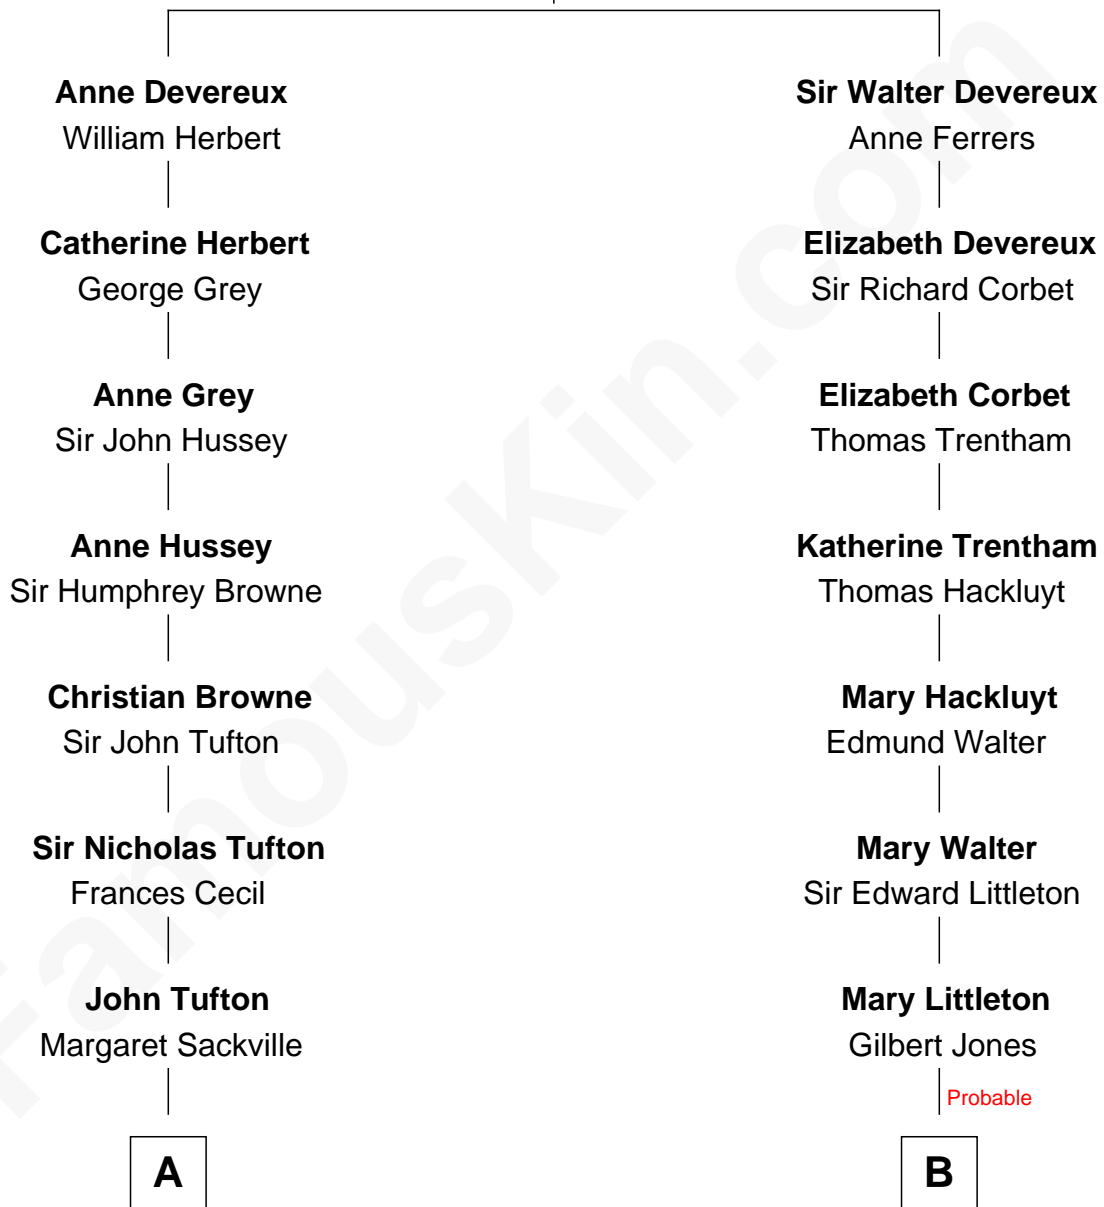 Anne Devereux
William Herbert
Catherine Herbert
George Grey
Anne Grey
Sir John Hussey
Anne Hussey
Sir Humphrey Browne
Christian Browne
Sir John Tufton
Sir Nicholas Tufton
Frances Cecil
John Tufton
Margaret Sackville
A
Sir Walter Devereux
Anne Ferrers
Elizabeth Devereux
Sir Richard Corbet
Elizabeth Corbet
Thomas Trentham
Katherine Trentham
Thomas Hackluyt
Mary Hackluyt
Edmund Walter
Mary Walter
Sir Edward Littleton
Mary Littleton
Gilbert Jones
Probable
B
FamousKin.com